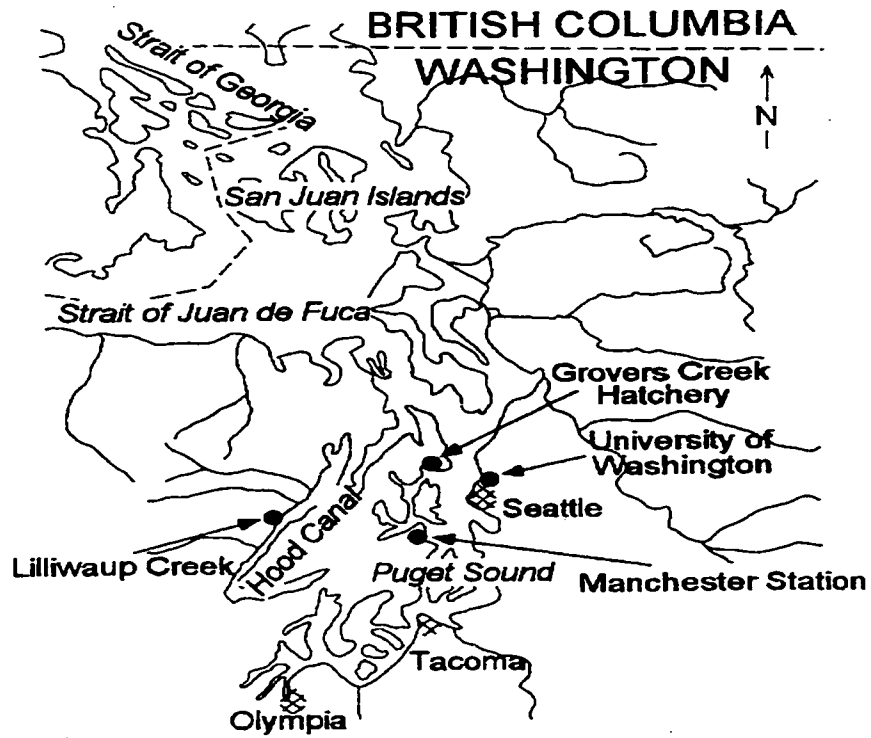 BRITISH COLUMBIA
WASHINGTON
Strait of Georgia
N
San Juan Islands
Strait of Juan de Fuca
Grovers Creek
Hatchery
University of
Washington
Seattle
Hood Canal
Lilliwaup Creek
Puget Sound
Manchester Station
Tacoma
Olympia